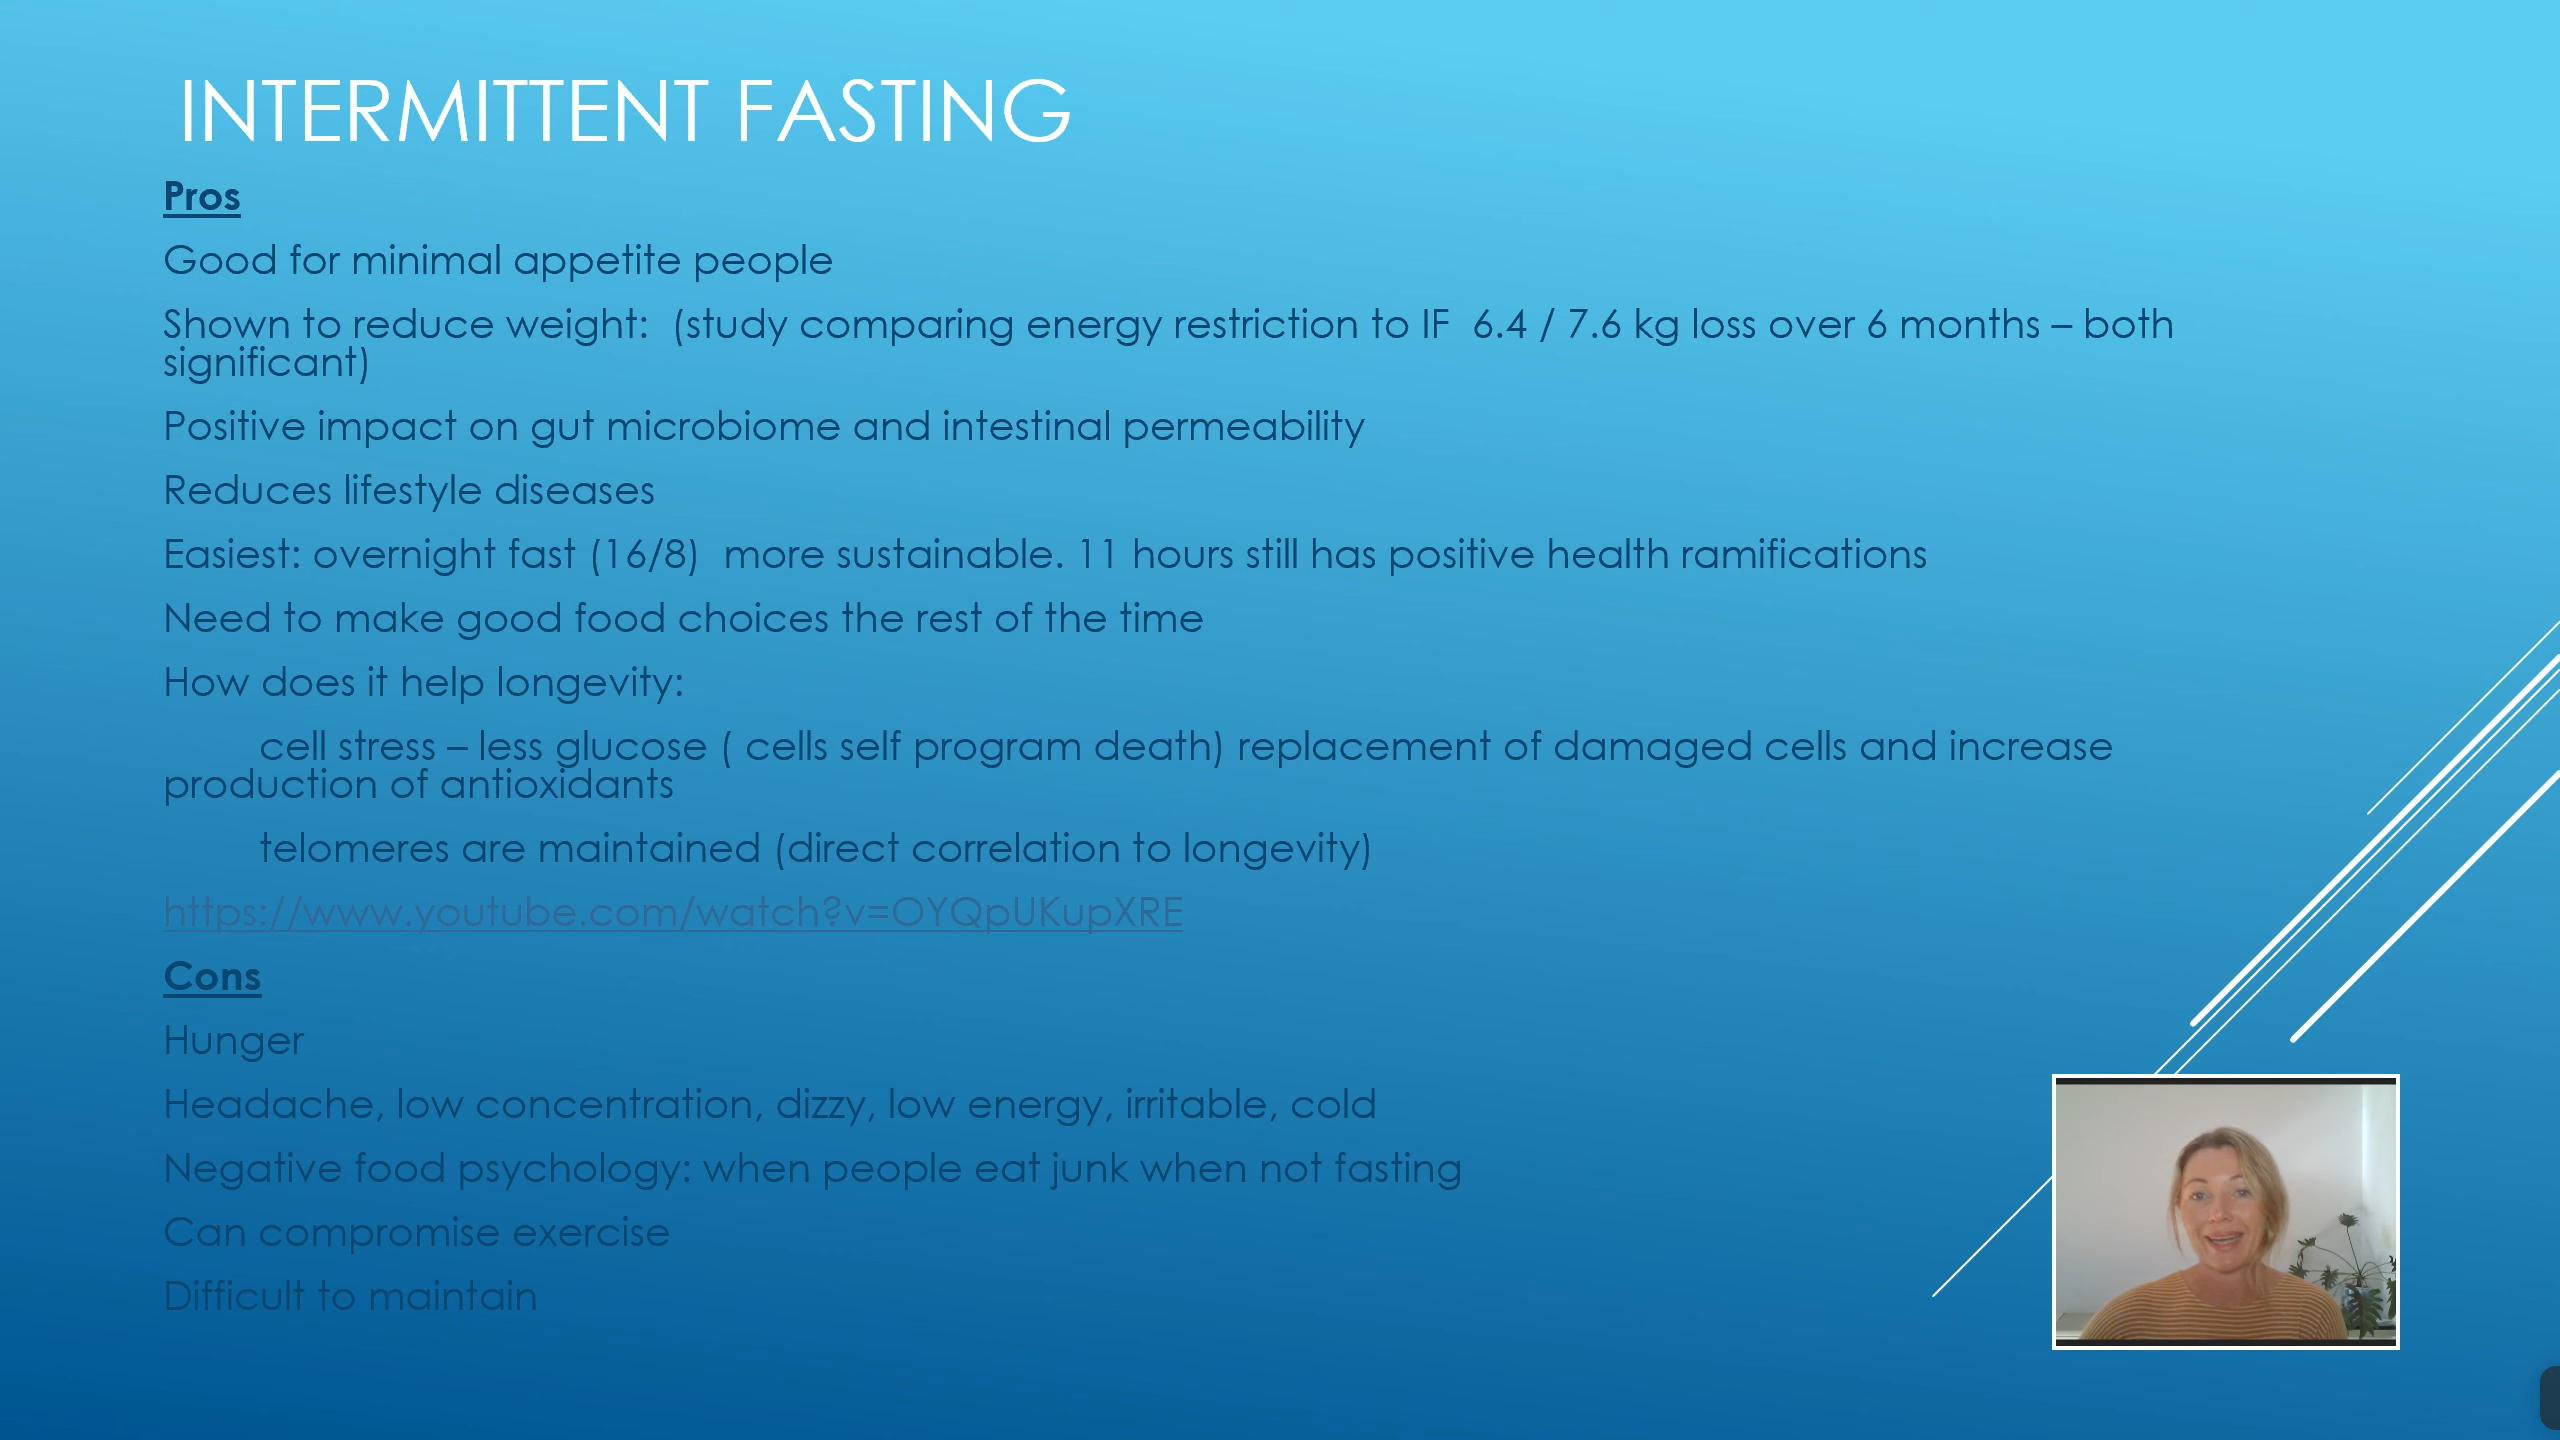 INTERMITTENT FASTING
Pros
Good for minimal appetite people
Shown to reduce weight:  (study comparing energy restriction to IF  6.4 / 7.6 kg loss over 6 months – both
significant)
Positive impact on gut microbiome and intestinal permeability
Reduces lifestyle diseases
Easiest: overnight fast (16/8)  more sustainable. 11 hours still has positive health ramifications
Need to make good food choices the rest of the time
How does it help longevity:
cell stress – less glucose ( cells self program death) replacement of damaged cells and increase
production of antioxidants
telomeres are maintained (direct correlation to longevity)
https://www.youtube.com/watch?v=OYQpUKupXRE
Cons
Hunger
Headache, low concentration, dizzy, low energy, irritable, cold
Negative food psychology: when people eat junk when not fasting
Can compromise exercise
Difficult to maintain